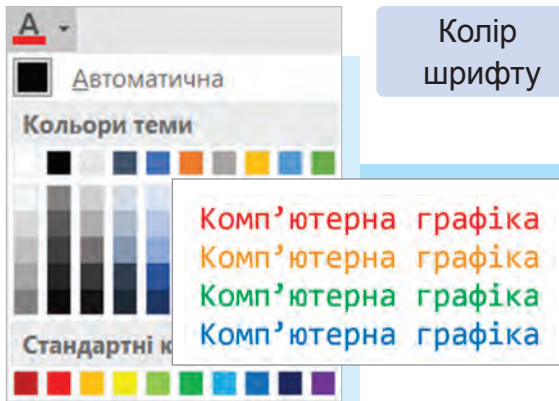 А
Колір
шрифту
Автоматична
Кольори теми
Комп’ютерна графіка
Комп’ютерна графіка
Комп’ютерна графіка
Комп’ютерна графіка
Стандартні к